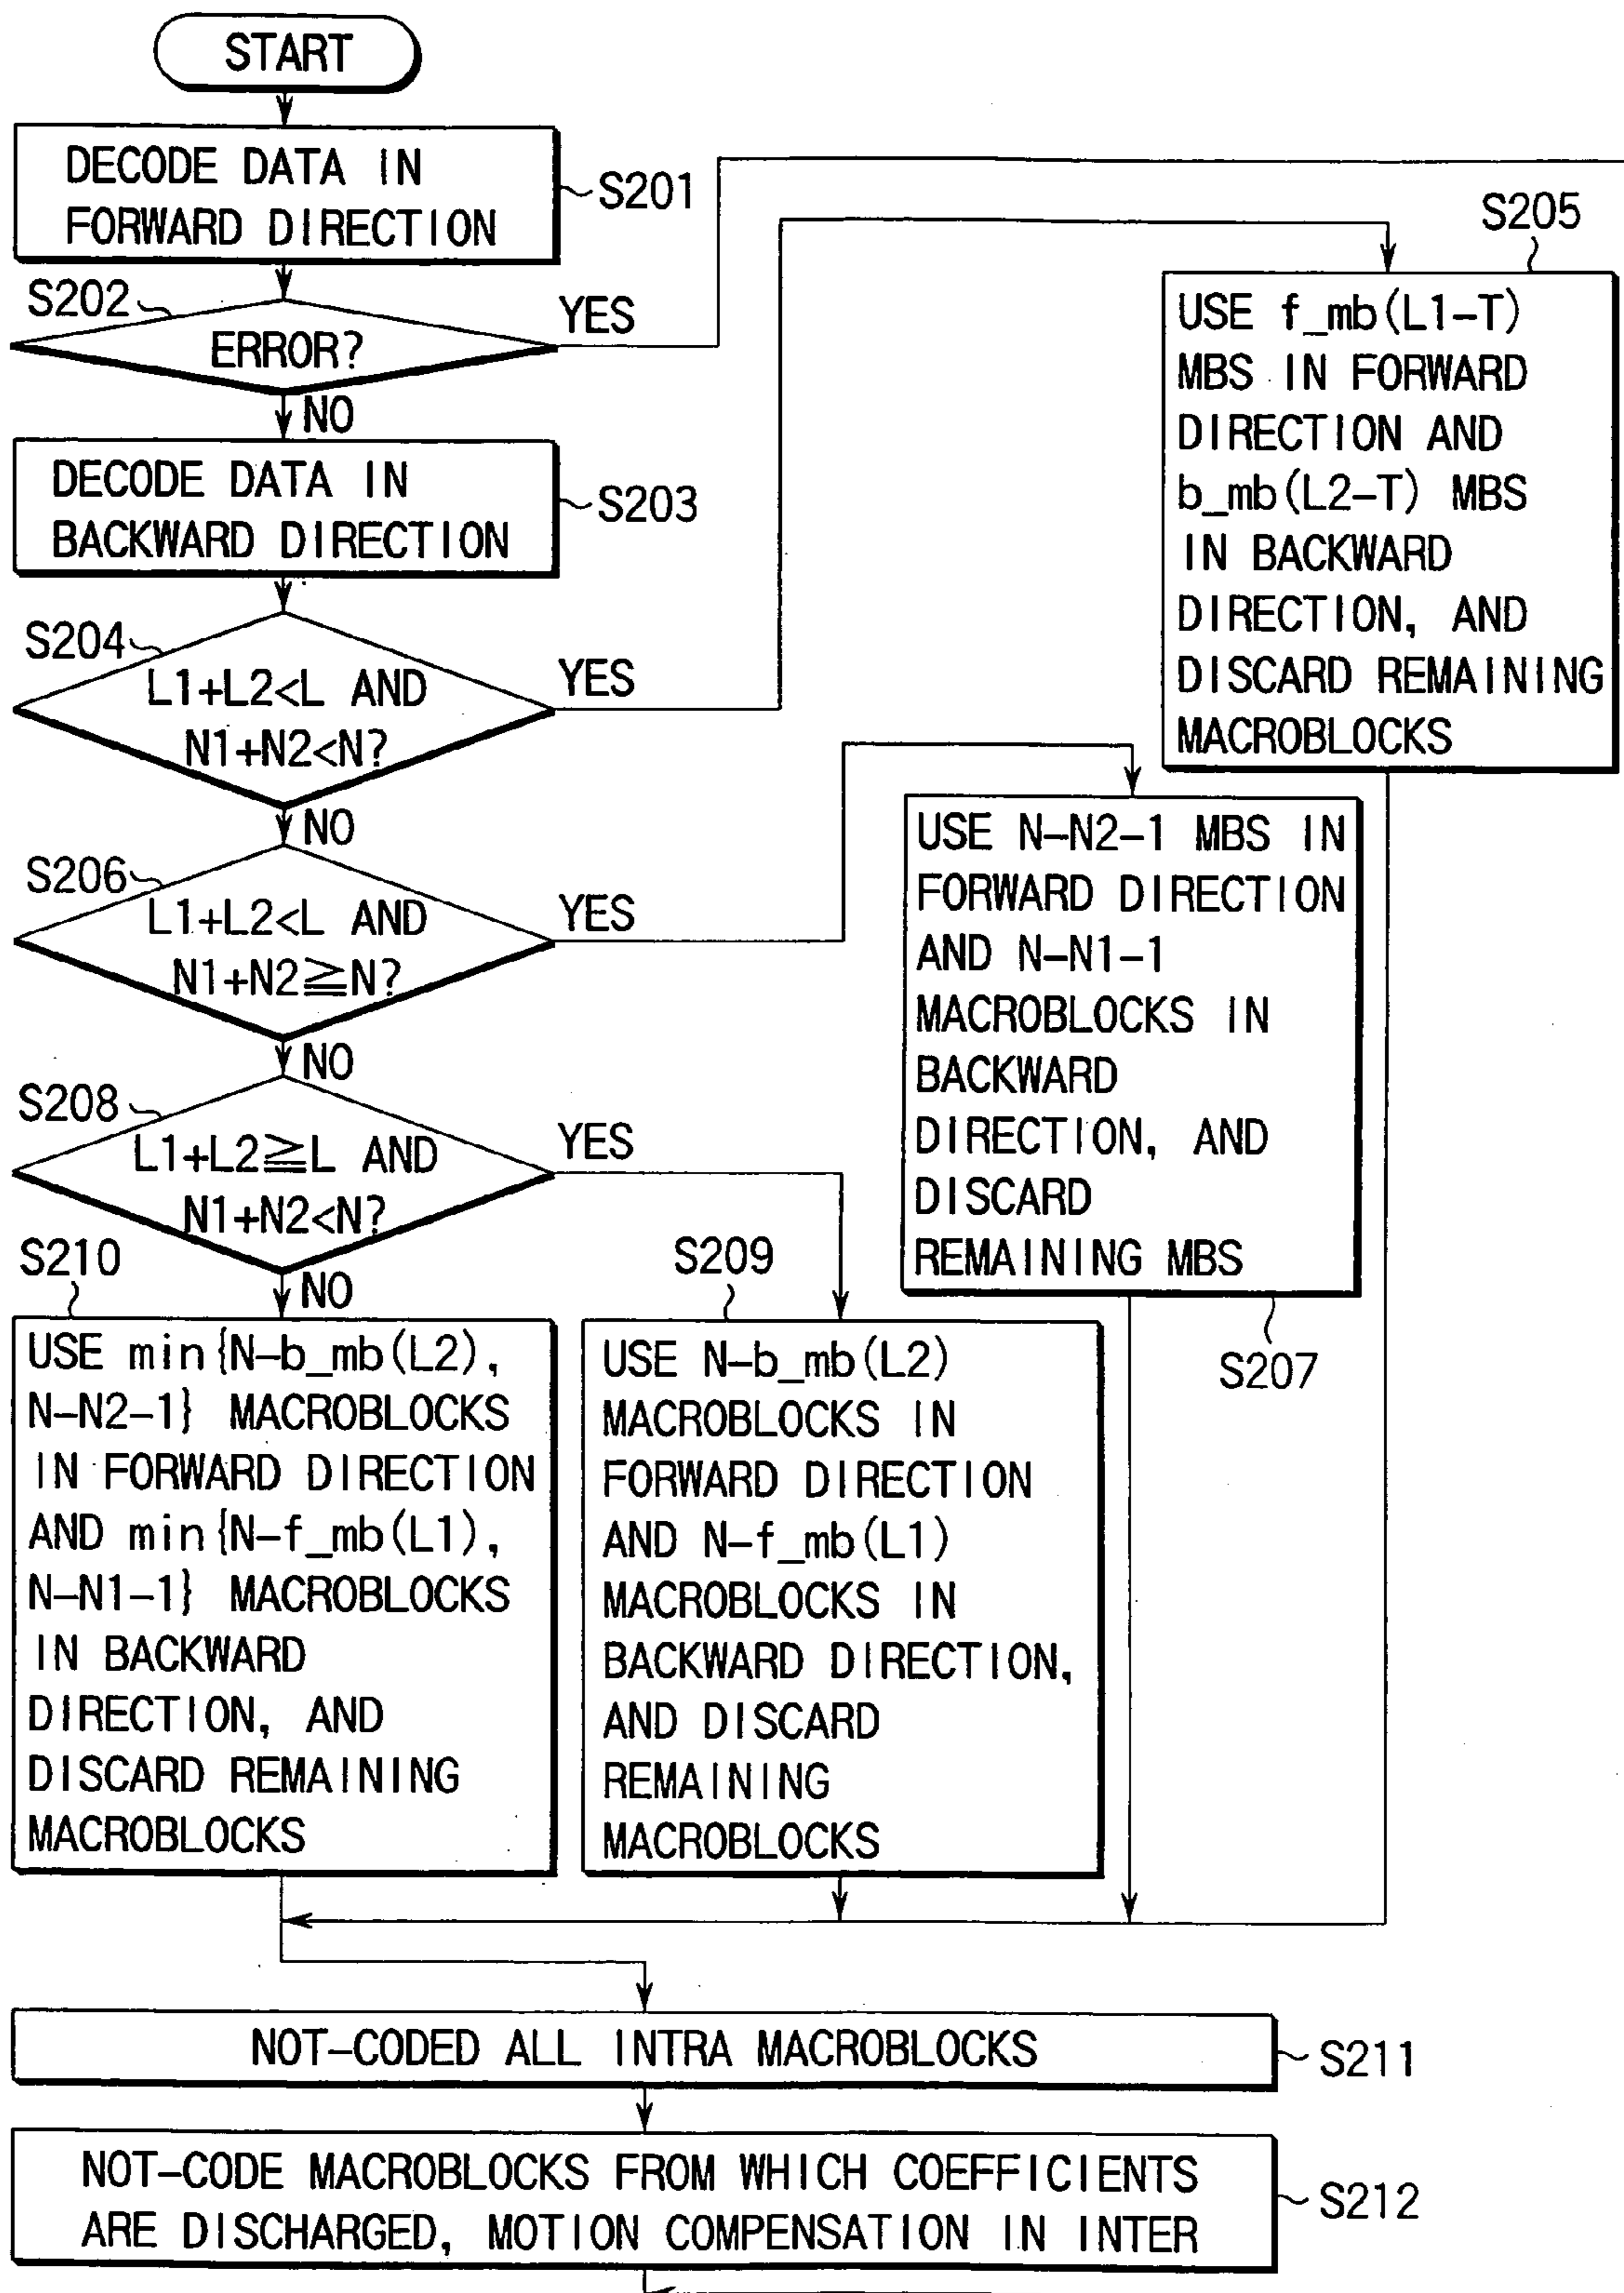 START
DECODE DATA IN
FORWARD DIRECTION
S201
S202
ERROR?
YES
NO
DECODE DATA IN
BACKWARD DIRECTION
S203
S204
L1+L2<L AND
N1+N2<N?
YES
NO
S205
USE f_mb(L1-T)
MBS IN FORWARD
DIRECTION AND
b_mb(L2-T) MBS
IN BACKWARD
DIRECTION, AND
DISCARD REMAINING
MACROBLOCKS
S206
L1+L2<L AND
N1+N2≧N?
YES
NO
USE N-N2-1 MBS IN
FORWARD DIRECTION
AND N-N1-1
MACROBLOCKS IN
BACKWARD
DIRECTION, AND
DISCARD
REMAINING MBS
S207
S208
L1+L2≧L AND
N1+N2<N?
YES
NO
S209
USE N-b_mb(L2)
MACROBLOCKS IN
FORWARD DIRECTION
AND N-f_mb(L1)
MACROBLOCKS IN
BACKWARD DIRECTION,
AND DISCARD
REMAINING
MACROBLOCKS
S210
USE min{N-b_mb(L2),
N-N2-1} MACROBLOCKS
IN FORWARD DIRECTION
AND min{N-f_mb(L1),
N-N1-1} MACROBLOCKS
IN BACKWARD
DIRECTION, AND
DISCARD REMAINING
MACROBLOCKS
NOT-CODED ALL INTRA MACROBLOCKS
S211
NOT-CODE MACROBLOCKS FROM WHICH COEFFICIENTS
ARE DISCHARGED, MOTION COMPENSATION IN INTER
S212